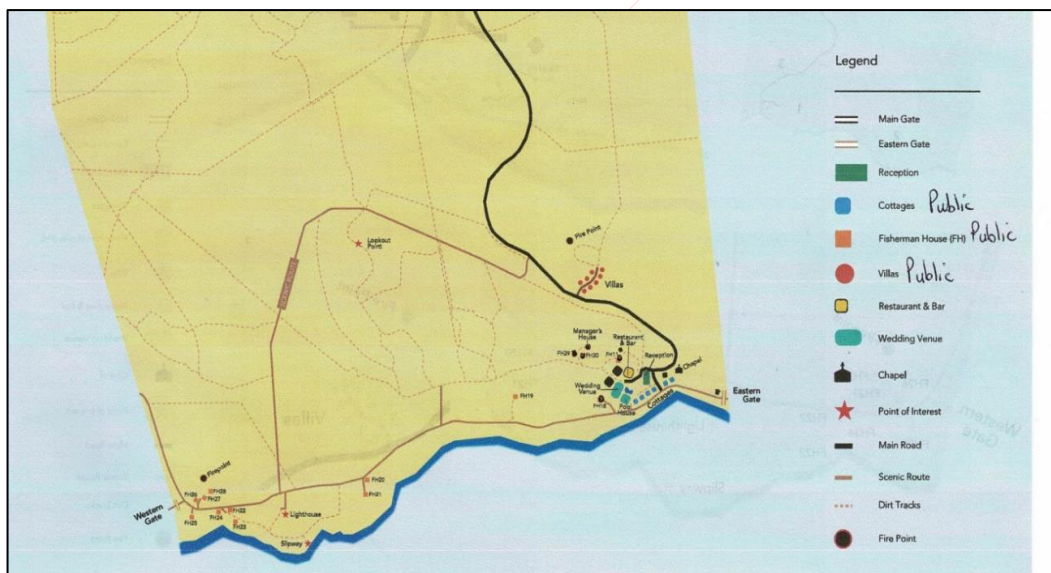 Legend
Main Gate
Eastern Gate
Reception
Cottages Public
Fisherman House (FH) Public
Villas Public
Restaurant & Bar
Wedding Venue
Chapel
Point of Interest
Main Road
Scenic Route
Dirt Tracks
Fire Point
Fire Point
Lookout
Point
Villas
Manager's
House
Restaurant
& Bar
FH29
FH30
Reception
Chapel
Wedding
Venue
Pool
House
Cottages
Eastern
Gate
FH19
Firepoint
FH20
FH21
FH28
FH27
FH26
FH22
FH25
FH24
FH23
Western
Gate
Lighthouse
Slipway